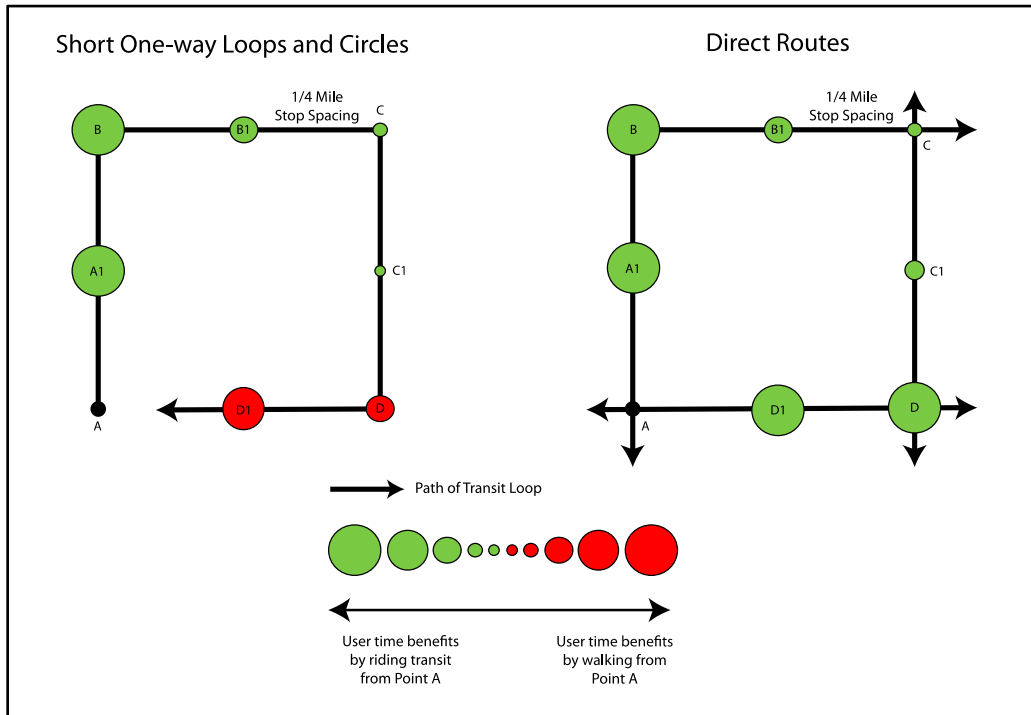 Short One-way Loops and Circles
1/4 Mile
Stop Spacing
B
B1
C
A1
C1
A
D1
D
Direct Routes
1/4 Mile
Stop Spacing
B
B1
C
A1
C1
A
D1
D
Path of Transit Loop
User time benefits
by riding transit
from Point A
User time benefits
by walking from
Point A